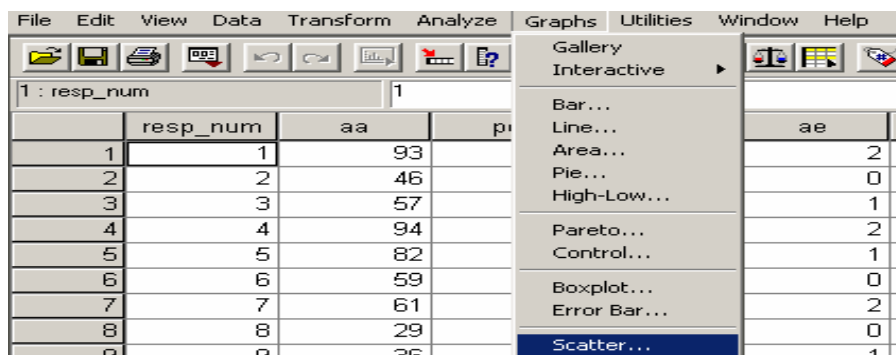 File Edit View Data Transform Analyze Graphs Utilities Window Help
Gallery
Interactive
1 : resp_num 1
Bar...
Line...
Area...
Pie...
High-Low...
Pareto...
Control...
Boxplot...
Error Bar...
Scatter...
resp_num aa ae
1 1 93 2
2 2 46 0
3 3 57 1
4 4 94 2
5 5 82 1
6 6 59 0
7 7 61 2
8 8 29 0